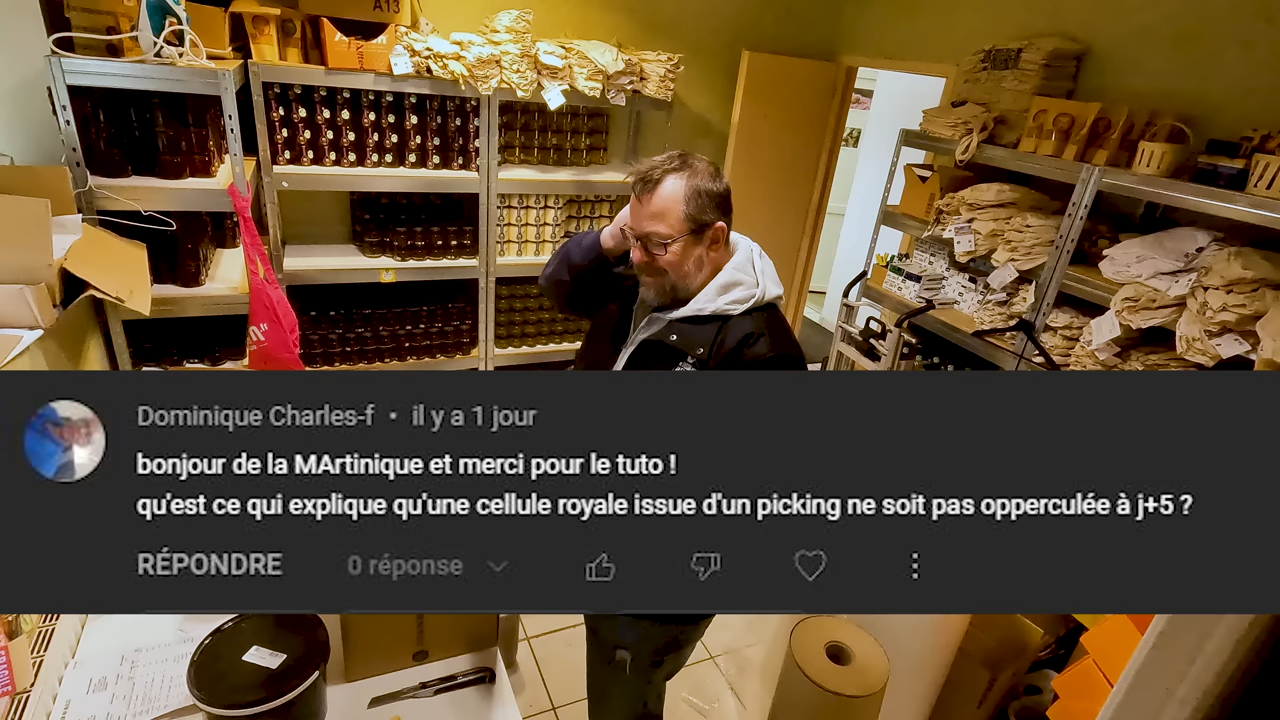 A13
Dominique Charles-f • il y a 1 jour
bonjour de la MArtinique et merci pour le tuto !
qu'est ce qui explique qu'une cellule royale issue d'un picking ne soit pas opperculée à j+5 ?
RÉPONDRE 0 réponse
FRAGILE